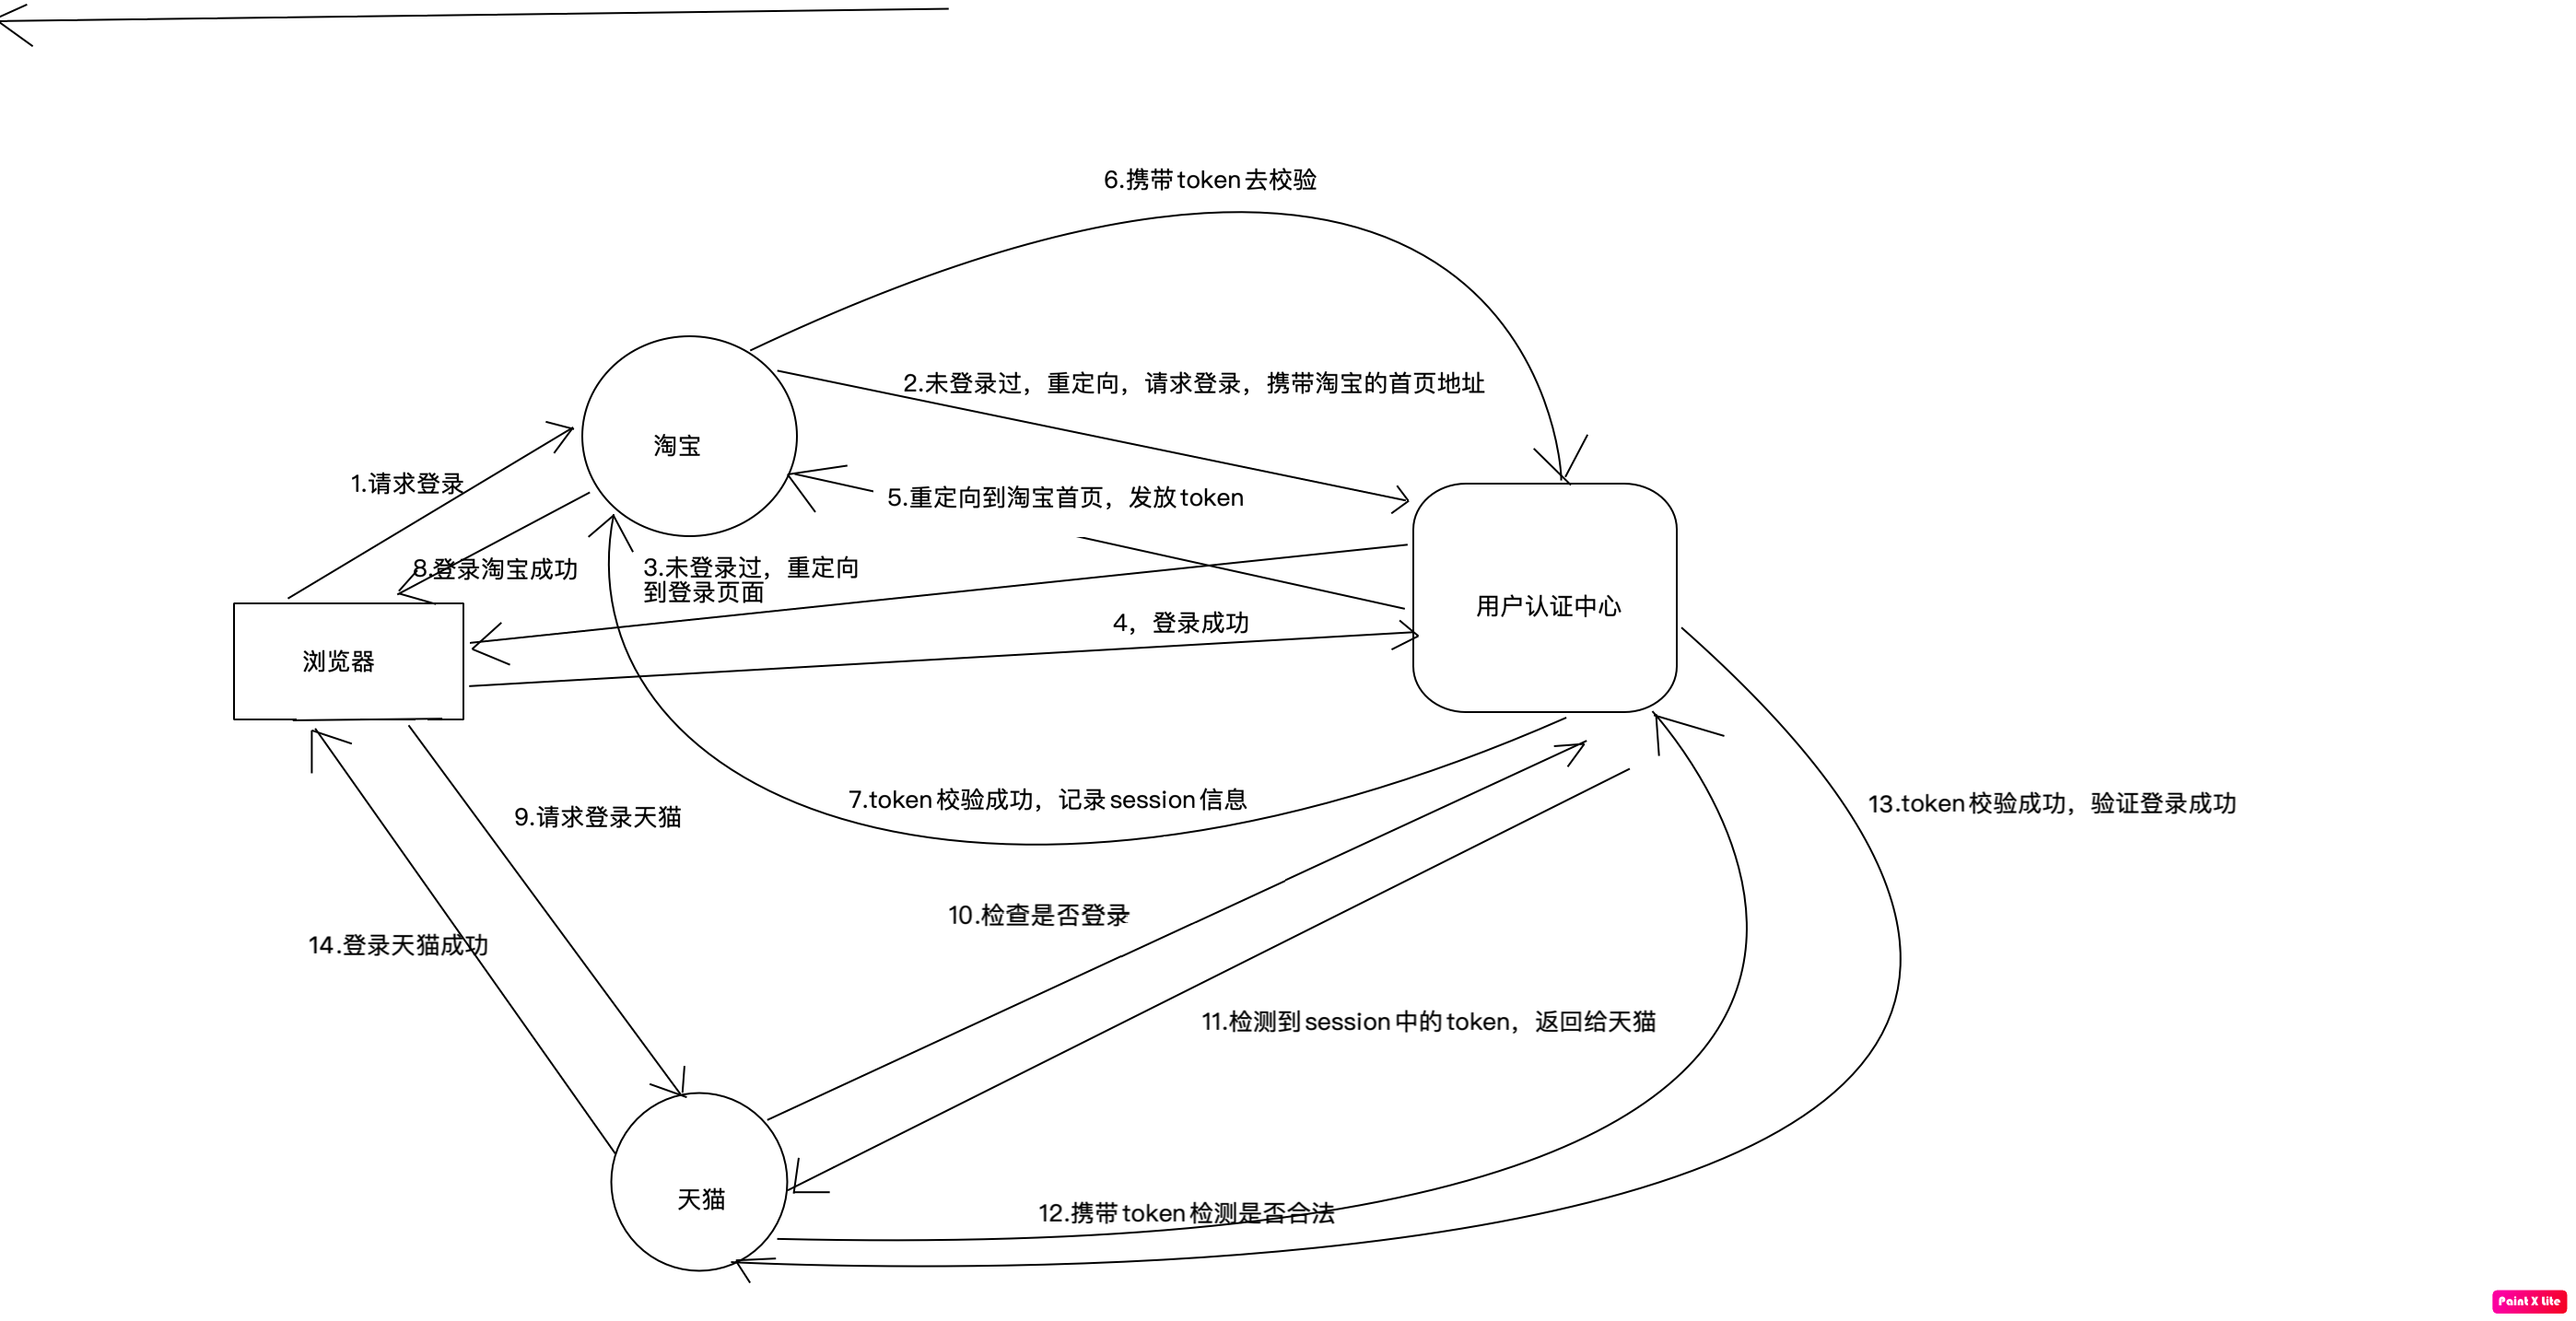 6.携带token去校验
2.未登录过，重定向，请求登录，携带淘宝的首页地址
淘宝
1.请求登录
5.重定向到淘宝首页，发放token
8.登录淘宝成功
3.未登录过，重定向
到登录页面
用户认证中心
4，登录成功
浏览器
7.token校验成功，记录session信息
13.token校验成功，验证登录成功
9.请求登录天猫
10.检查是否登录
14.登录天猫成功
11.检测到session中的token，返回给天猫
天猫
12.携带token检测是否合法
Paint X Lite